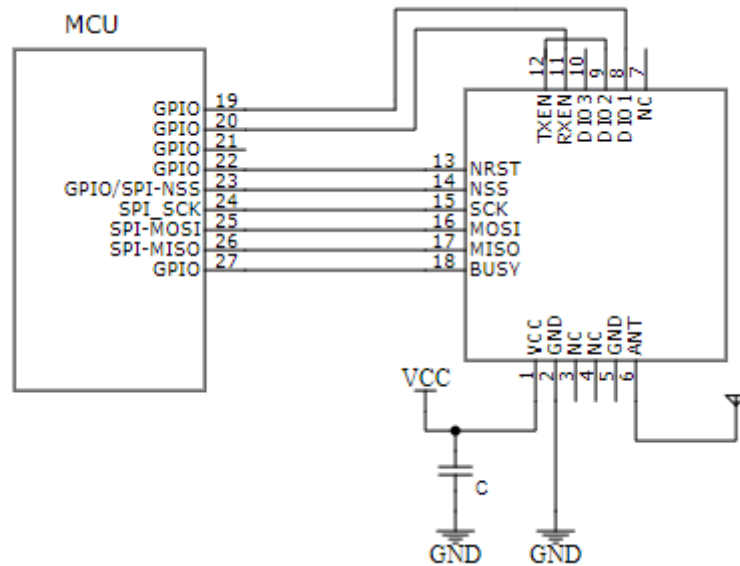 MCU
GPIO 19
GPIO 20
GPIO 21
GPIO 22
GPIO/SPI-NSS 23
SPI_SCK 24
SPI-MOSI 25
SPI-MISO 26
GPIO 27
12 11 10 9 8 7
TXEN RXEN DIO3 DIO2 DIO1 NC
13 NRST
14 NSS
15 SCK
16 MOSI
17 MISO
18 BUSY
VCC GND NC NC GND ANT
1 2 3 4 5 6
VCC
C
GND GND